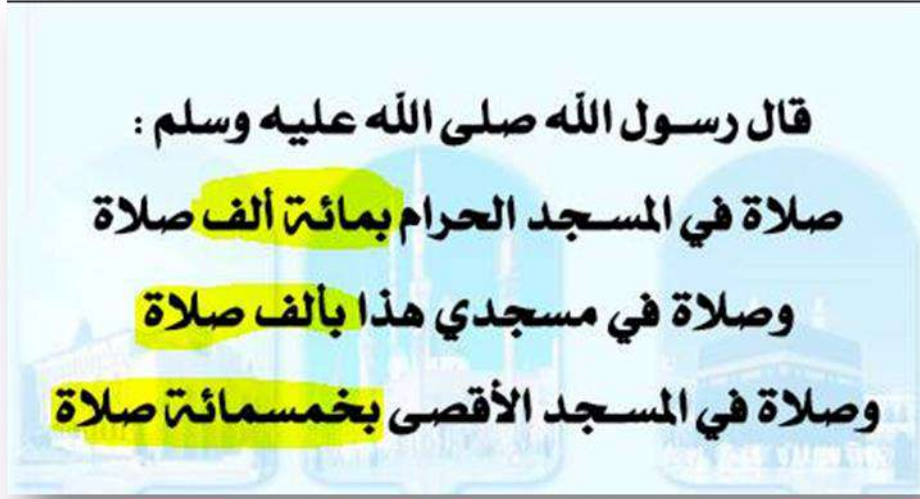 قال رسول الله صلى الله عليه وسلم :
صلاة في المسجد الحرام بمائة ألف صلاة
وصلاة في مسجدي هذا بألف صلاة
وصلاة في المسجد الأقصى بخمسمائة صلاة